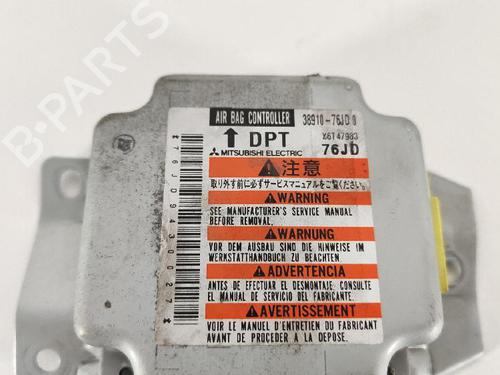 AIR BAG CONTROLLER 38910-76JD0
↑ DPT X6T47983
MITSUBISHI ELECTRIC 76JD
⚠注意
取り外す前に必ずサービスマニュアルをご覧ください。
⚠WARNING
SEE MANUFACTURER'S SERVICE MANUAL
BEFORE REMOVAL.
⚠WARNUNG
VOR DEM AUSBAU SIND DIE HINWEISE IM
WERKSTATTHANDBUCH ZU BEACHTEN.
⚠ADVERTENCIA
ANTES DE EFECTUAR EL DESMONTAJE, CONSULTE
EL MANUAL DE SERVICIO DEL FABRICANTE.
⚠AVERTISSEMENT
VOIR LE MANUEL D'ENTRETIEN DU FABRICANT
AVANT DE PROCEDER A LA DEPOSE.
*76JD094300027*
B-PARTS